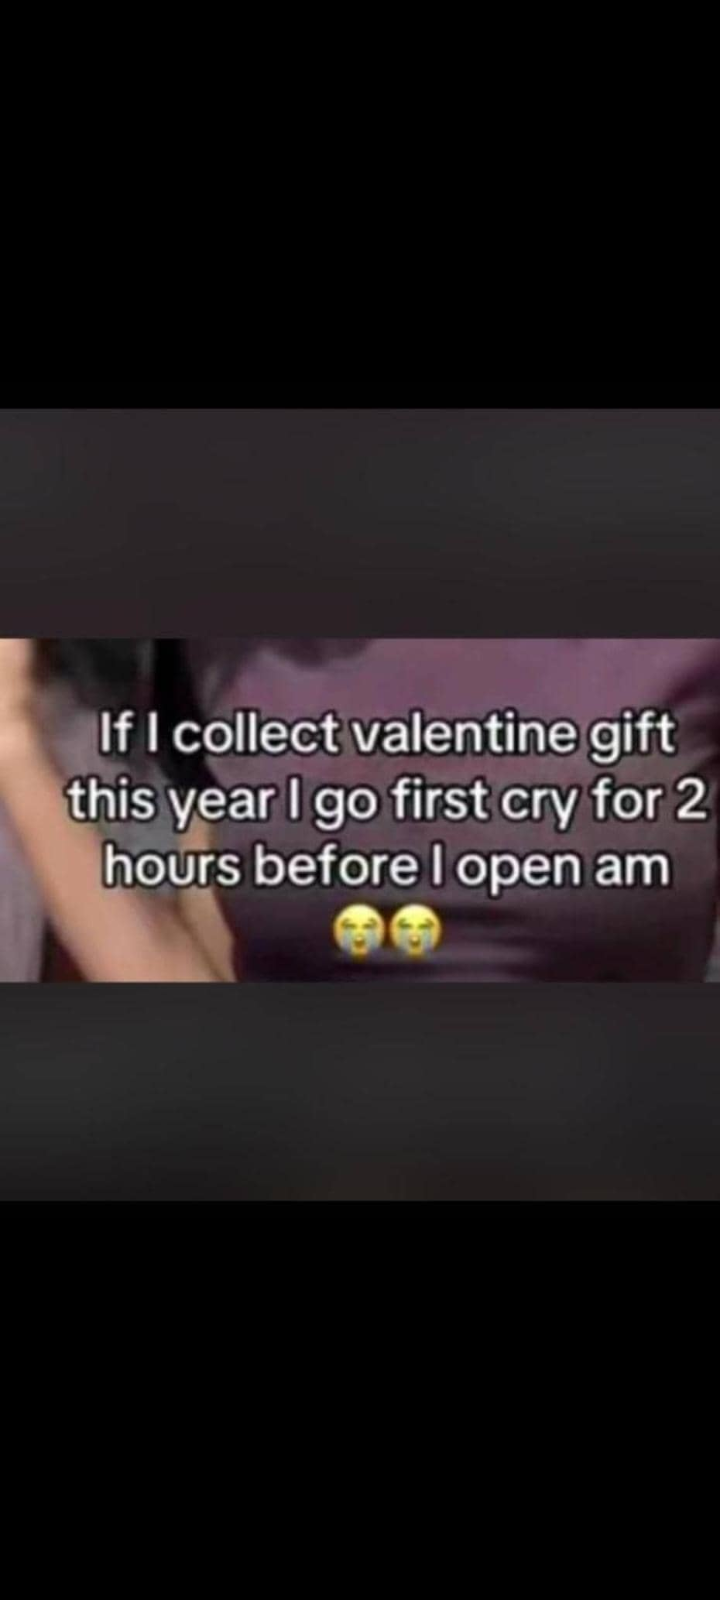 If I collect valentine gift
this year I go first cry for 2
hours before I open am
😭😭